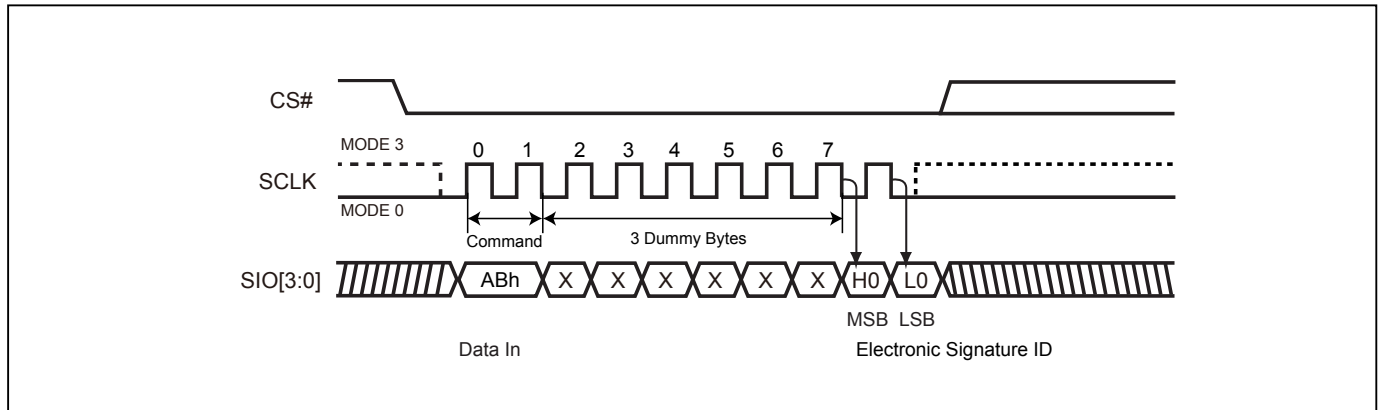 CS#
MODE 3
0 1 2 3 4 5 6 7
SCLK
MODE 0
Command
3 Dummy Bytes
SIO[3:0]
ABh X X X X X X H0 L0
MSB LSB
Data In
Electronic Signature ID